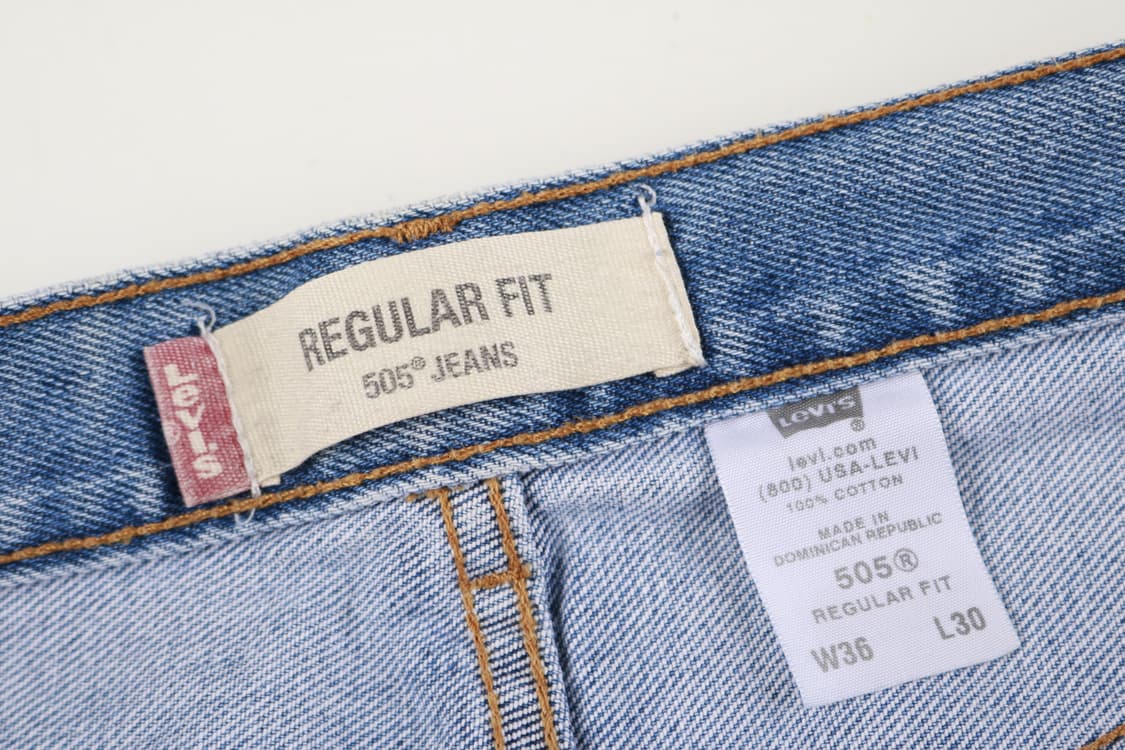 REGULAR FIT
505® JEANS
Levi's
LEVI'S
®
levi.com
(800) USA-LEVI
100% COTTON
MADE IN
DOMINICAN REPUBLIC
505®
REGULAR FIT
W36 L30